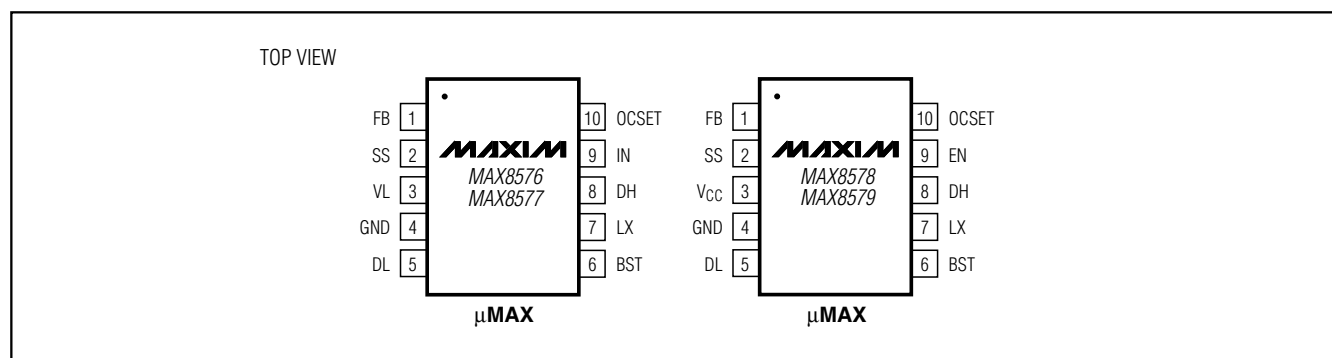 TOP VIEW
FB 1
SS 2
VL 3
GND 4
DL 5
MAXIM
MAX8576
MAX8577
10 OCSET
9 IN
8 DH
7 LX
6 BST
µMAX
FB 1
SS 2
VCC 3
GND 4
DL 5
MAXIM
MAX8578
MAX8579
10 OCSET
9 EN
8 DH
7 LX
6 BST
µMAX